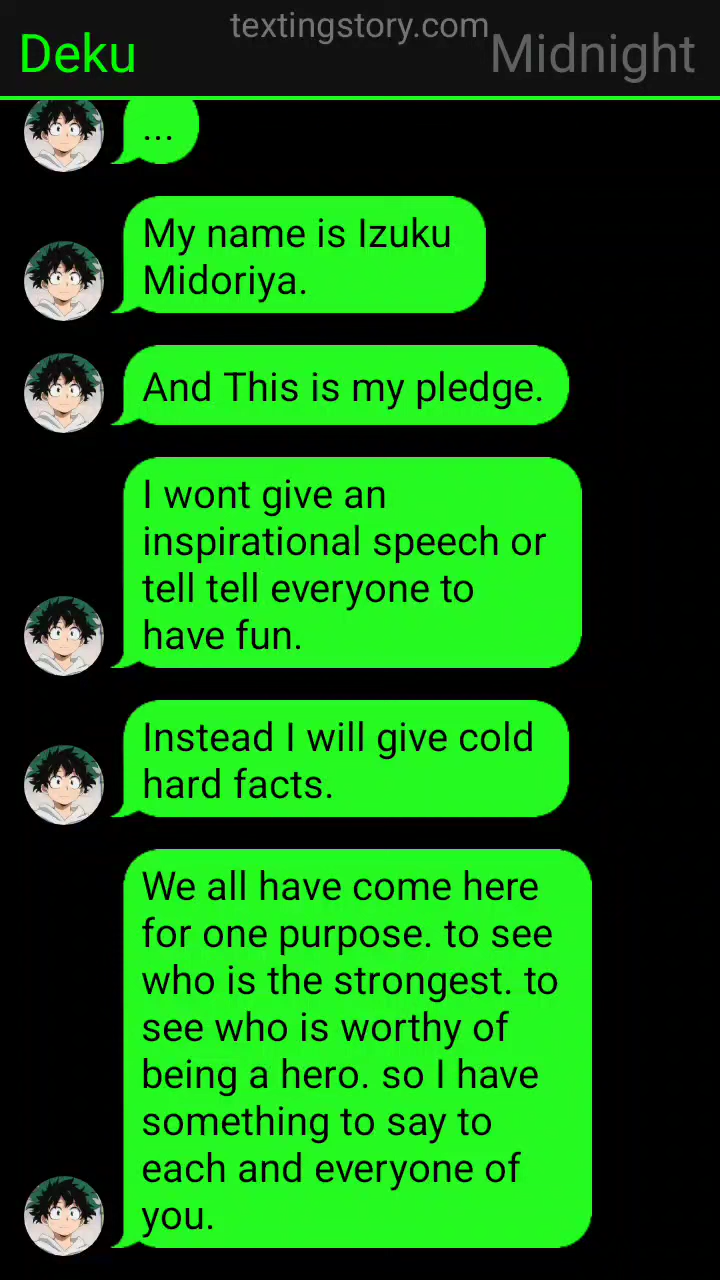 textingstory.com
Deku
Midnight
...
My name is Izuku
Midoriya.
And This is my pledge.
I wont give an
inspirational speech or
tell tell everyone to
have fun.
Instead I will give cold
hard facts.
We all have come here
for one purpose. to see
who is the strongest. to
see who is worthy of
being a hero. so I have
something to say to
each and everyone of
you.